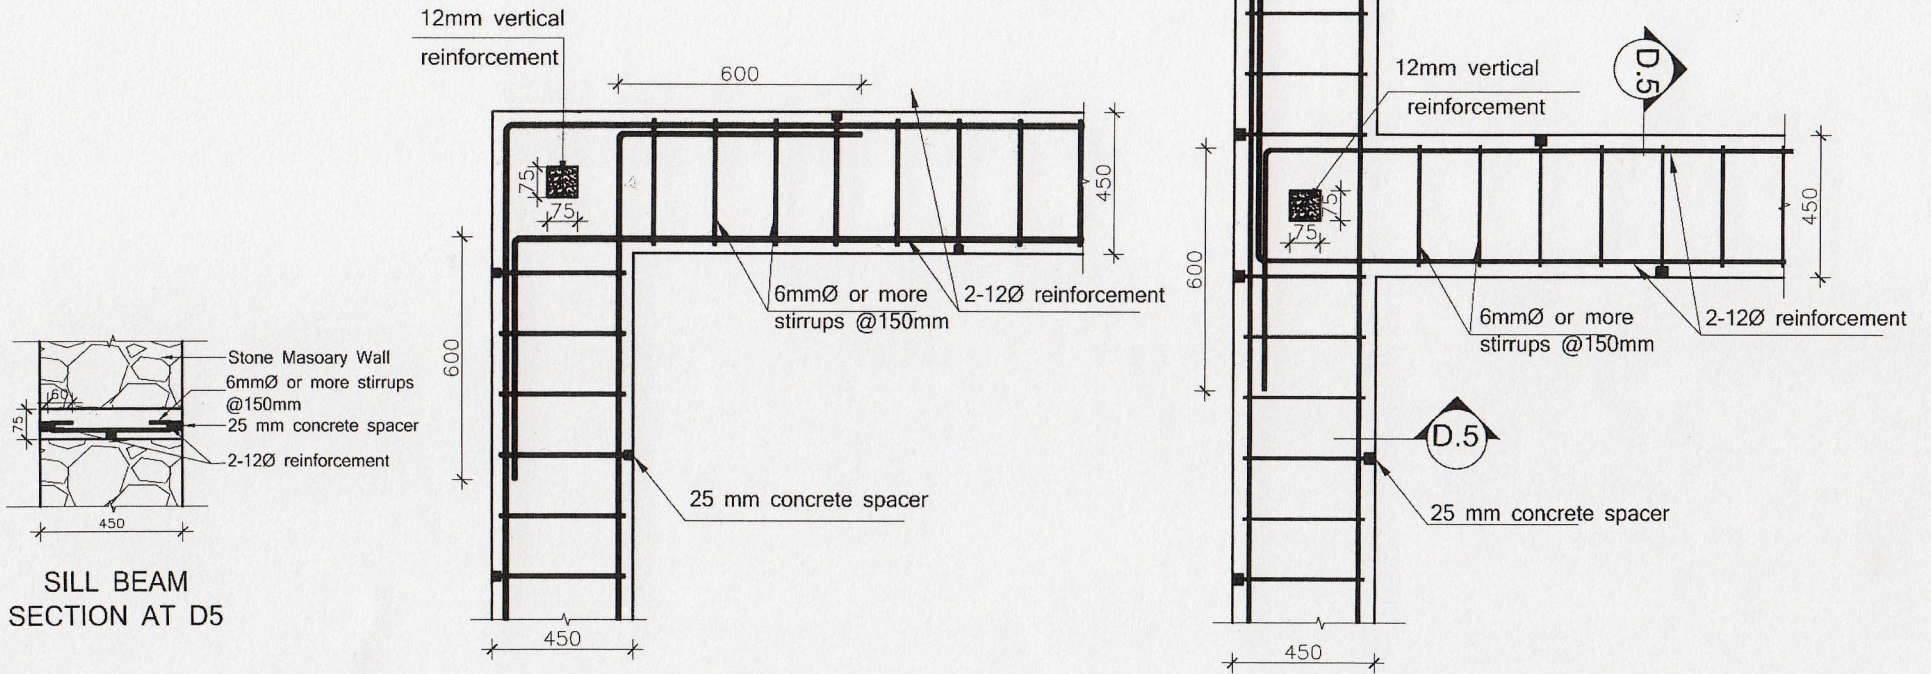 12mm vertical
reinforcement
600
75
75
450
600
6mmØ or more
stirrups @150mm
2-12Ø reinforcement
25 mm concrete spacer
450
12mm vertical
reinforcement
D.5
75
75
450
600
6mmØ or more
stirrups @150mm
2-12Ø reinforcement
D.5
25 mm concrete spacer
450
Stone Masoary Wall
6mmØ or more stirrups
@150mm
60
75
25 mm concrete spacer
2-12Ø reinforcement
450
SILL BEAM
SECTION AT D5